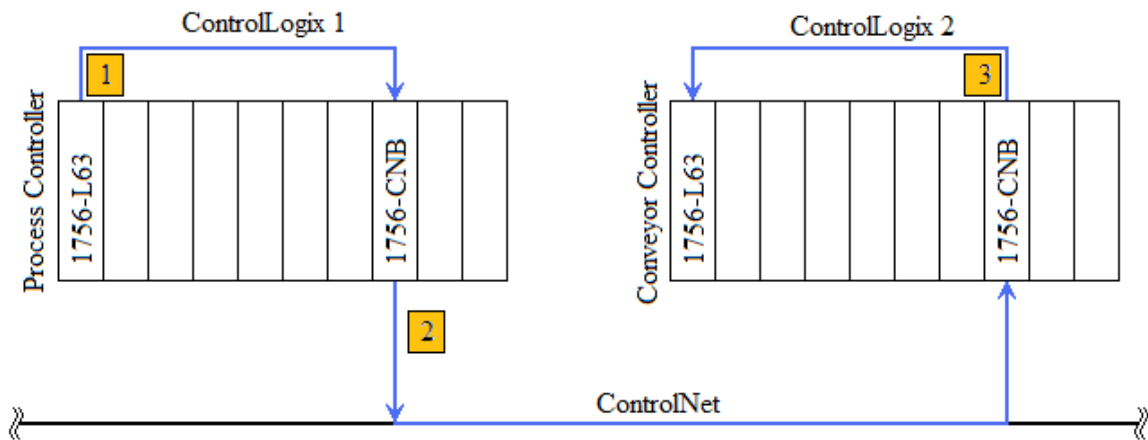 ControlLogix 1
ControlLogix 2
1
3
Process Controller
1756-L63
1756-CNB
Conveyor Controller
1756-L63
1756-CNB
2
ControlNet